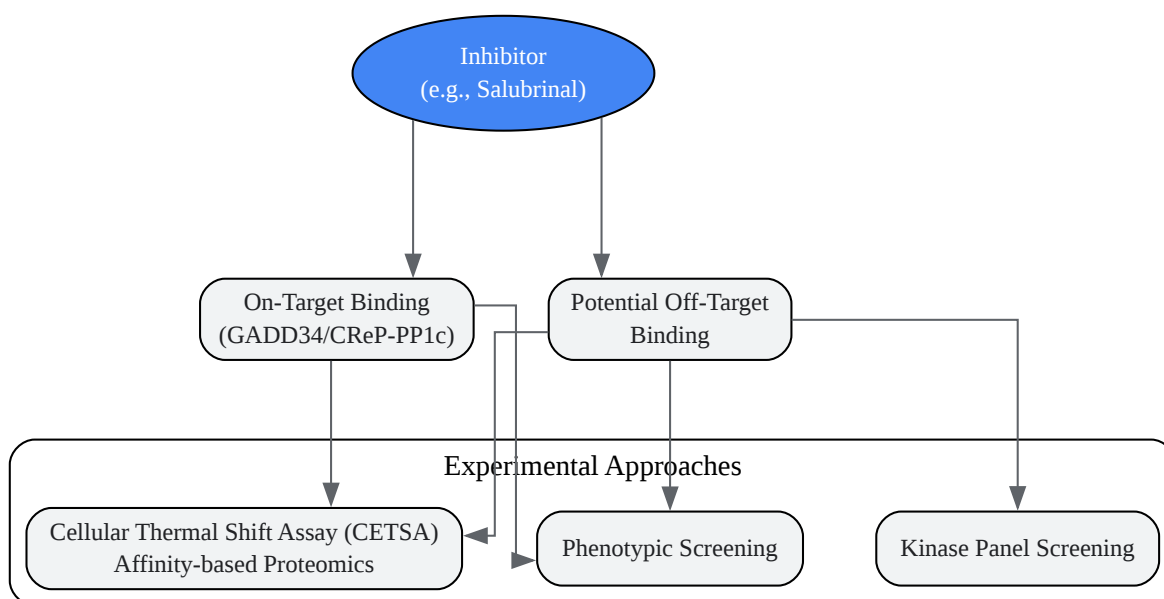 Inhibitor
(e.g., Salubrinal)
On-Target Binding
(GADD34/CReP-PP1c)
Potential Off-Target
Binding
Experimental Approaches
Cellular Thermal Shift Assay (CETSA)
Affinity-based Proteomics
Phenotypic Screening
Kinase Panel Screening